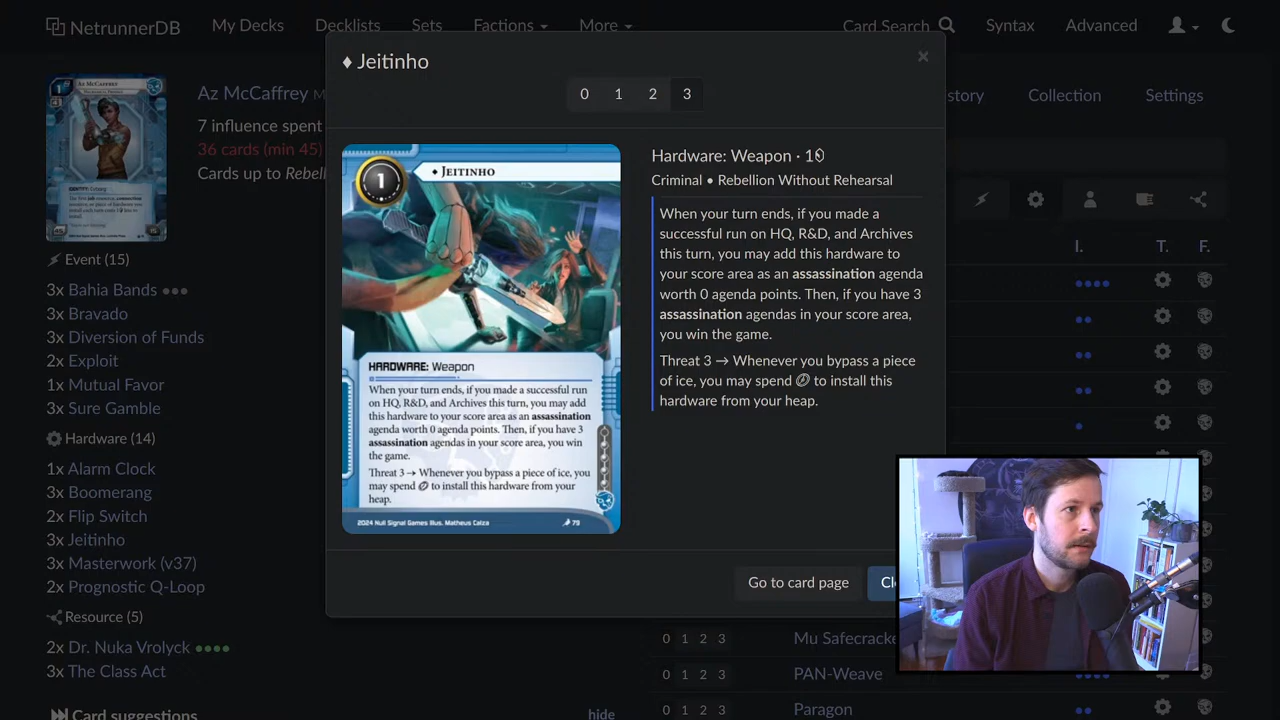 NetrunnerDB My Decks Decklists Sets Factions More Card Search Syntax Advanced
♦ Jeitinho ×
0 1 2 3
Az McCaffrey
7 influence spent
36 cards (min 45)
Cards up to Rebel
story Collection Settings
AZ MCCAFFREY
Event (15)
3x Bahia Bands ●●●
3x Bravado
3x Diversion of Funds
2x Exploit
1x Mutual Favor
3x Sure Gamble
Hardware (14)
1x Alarm Clock
3x Boomerang
2x Flip Switch
3x Jeitinho
3x Masterwork (v37)
2x Prognostic Q-Loop
Resource (5)
2x Dr. Nuka Vrolyck ●●●●
3x The Class Act
Card suggestions hide
1
♦ JEITINHO
HARDWARE: Weapon
When your turn ends, if you made a successful run
on HQ, R&D, and Archives this turn, you may add
this hardware to your score area as an assassination
agenda worth 0 agenda points. Then, if you have 3
assassination agendas in your score area, you win
the game.
Threat 3 → Whenever you bypass a piece of ice, you
may spend to install this hardware from your
heap.
2024 Null Signal Games Illus. Matheus Calza 79
Hardware: Weapon · 1
Criminal • Rebellion Without Rehearsal
When your turn ends, if you made a
successful run on HQ, R&D, and Archives
this turn, you may add this hardware to
your score area as an assassination agenda
worth 0 agenda points. Then, if you have 3
assassination agendas in your score area,
you win the game.
Threat 3 → Whenever you bypass a piece
of ice, you may spend to install this
hardware from your heap.
Go to card page Cl
I. T. F.
0 1 2 3 Mu Safecracke
0 1 2 3 PAN-Weave
0 1 2 3 Paragon